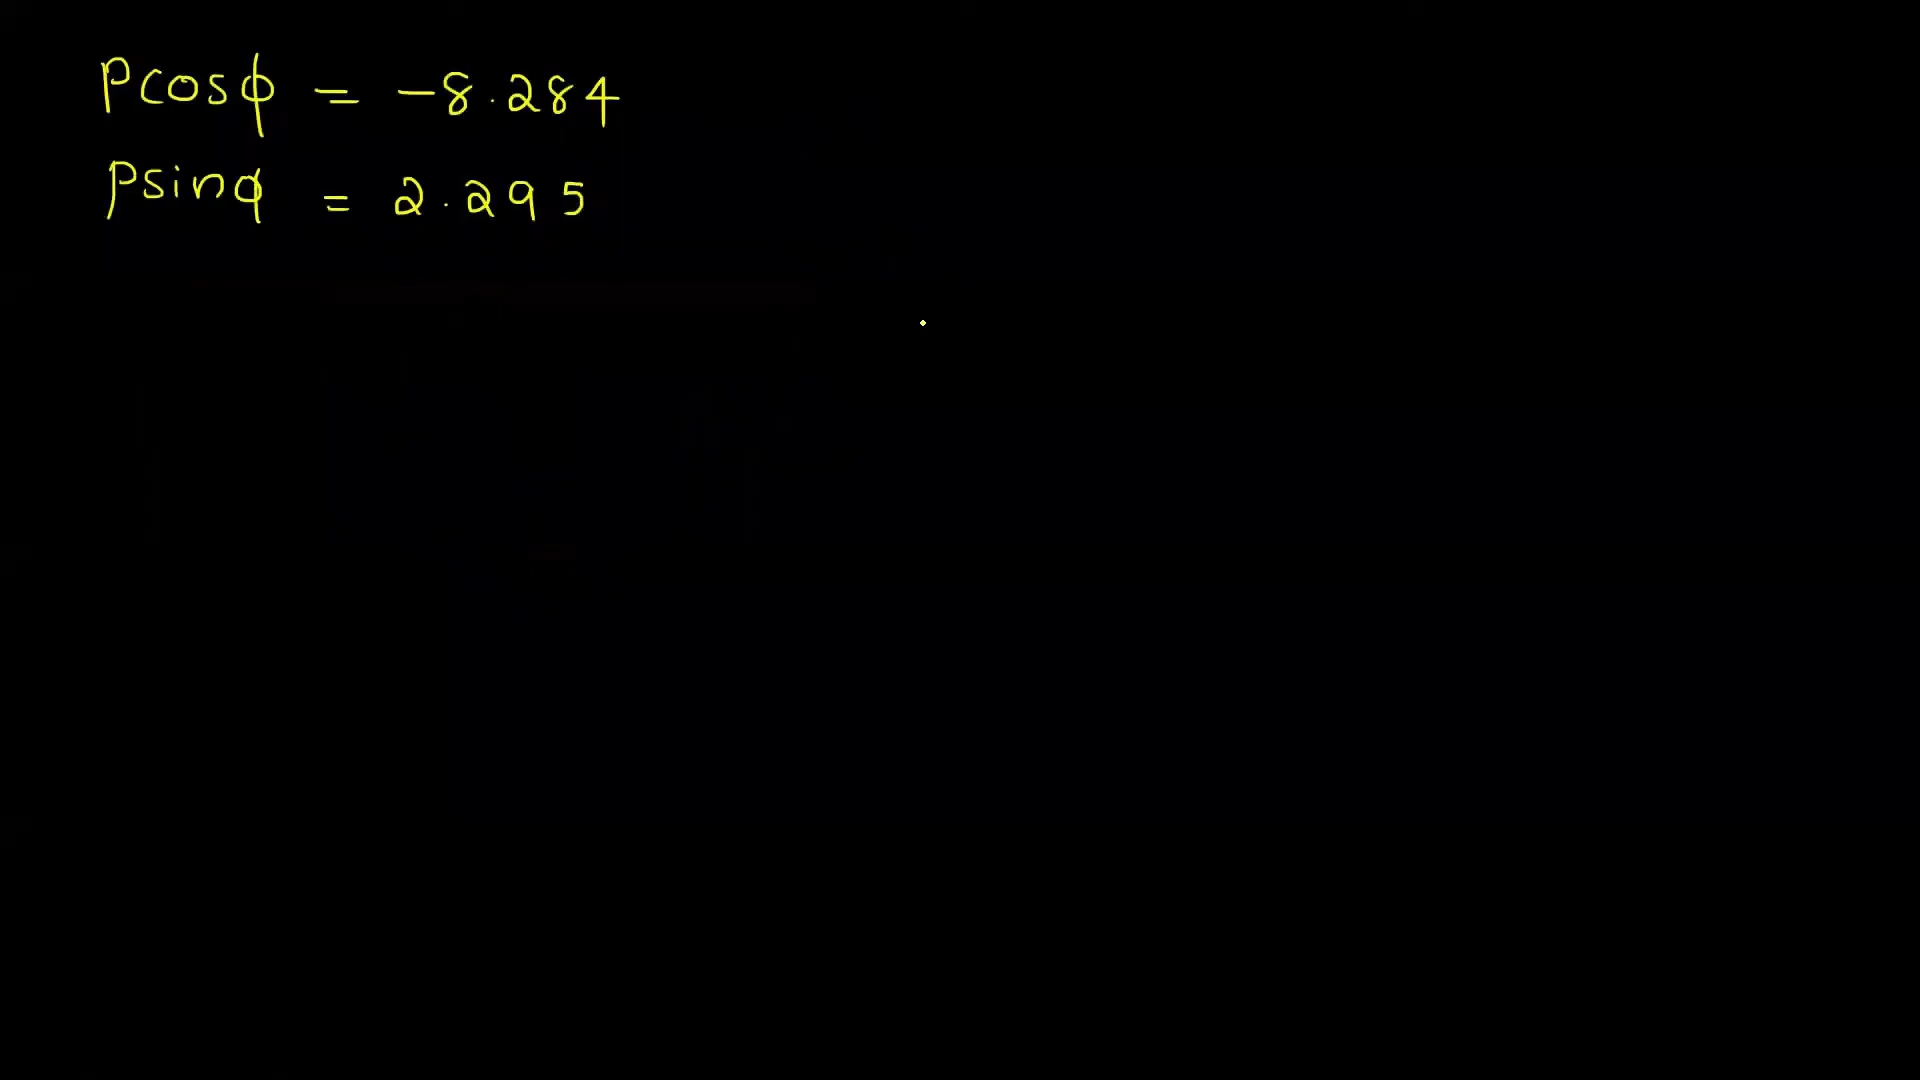 Pcosϕ = -8.284
Psinϕ = 2.295